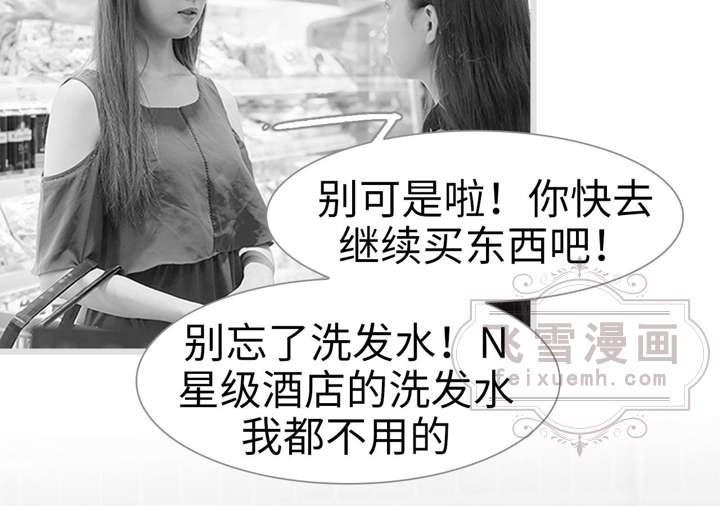 别可是啦！你快去
继续买东西吧！
别忘了洗发水！N
星级酒店的洗发水
我都不用的
飞雪漫画
feixuemh.com